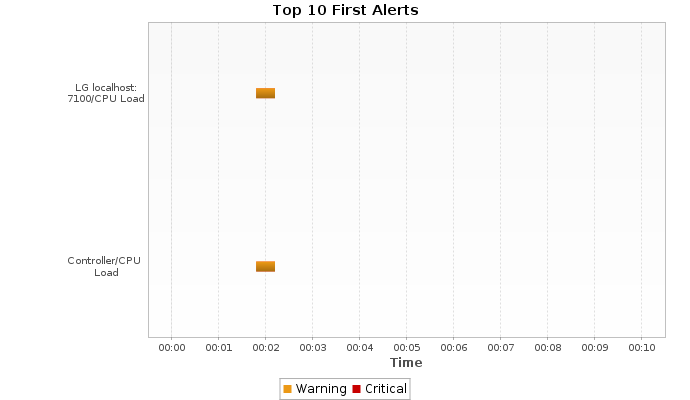 Top 10 First Alerts
LG localhost:
7100/CPU Load
Controller/CPU
Load
00:00 00:01 00:02 00:03 00:04 00:05 00:06 00:07 00:08 00:09 00:10
Time
Warning Critical